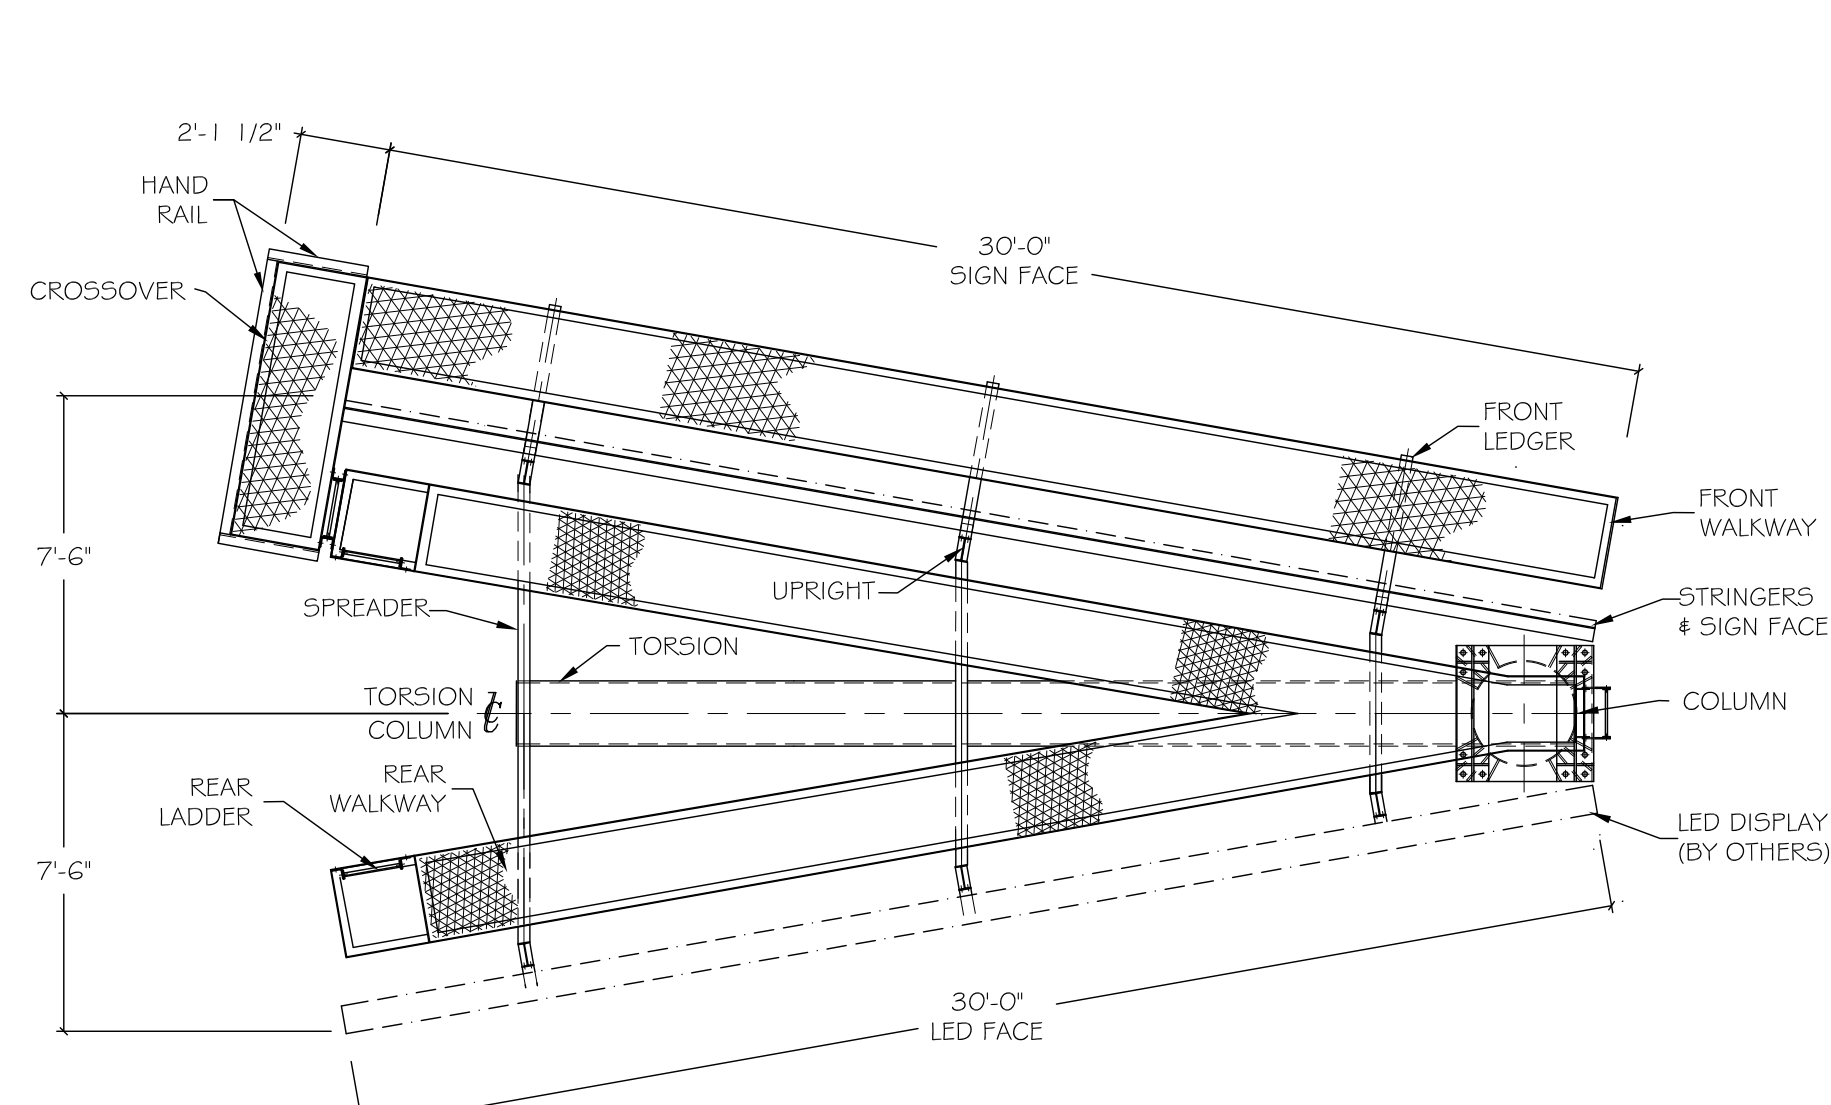 2'-1 1/2"
HAND
RAIL
CROSSOVER
30'-0"
SIGN FACE
FRONT
LEDGER
FRONT
WALKWAY
7'-6"
UPRIGHT
SPREADER
STRINGERS
& SIGN FACE
TORSION
TORSION
COLUMN
COLUMN
REAR
LADDER
REAR
WALKWAY
7'-6"
LED DISPLAY
(BY OTHERS)
30'-0"
LED FACE